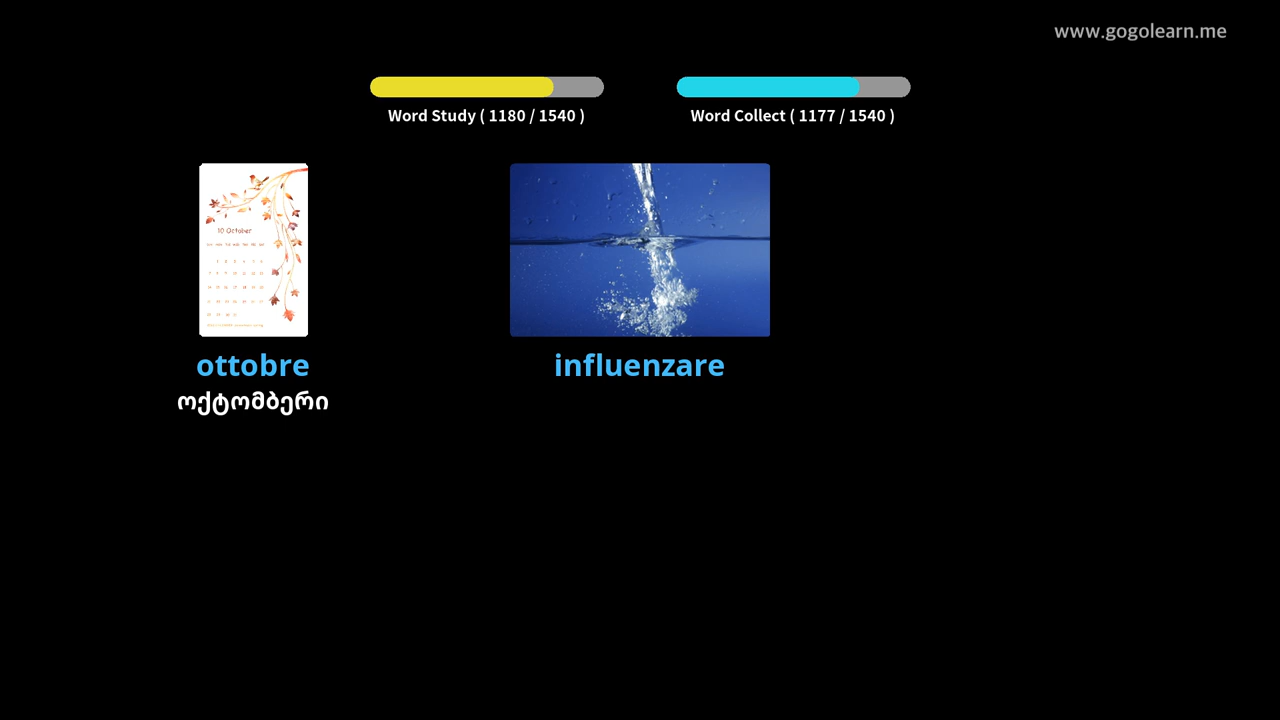 www.gogolearn.me
Word Study ( 1180 / 1540 )
Word Collect ( 1177 / 1540 )
10 October
ottobre
influenzare
ოქტომბერი